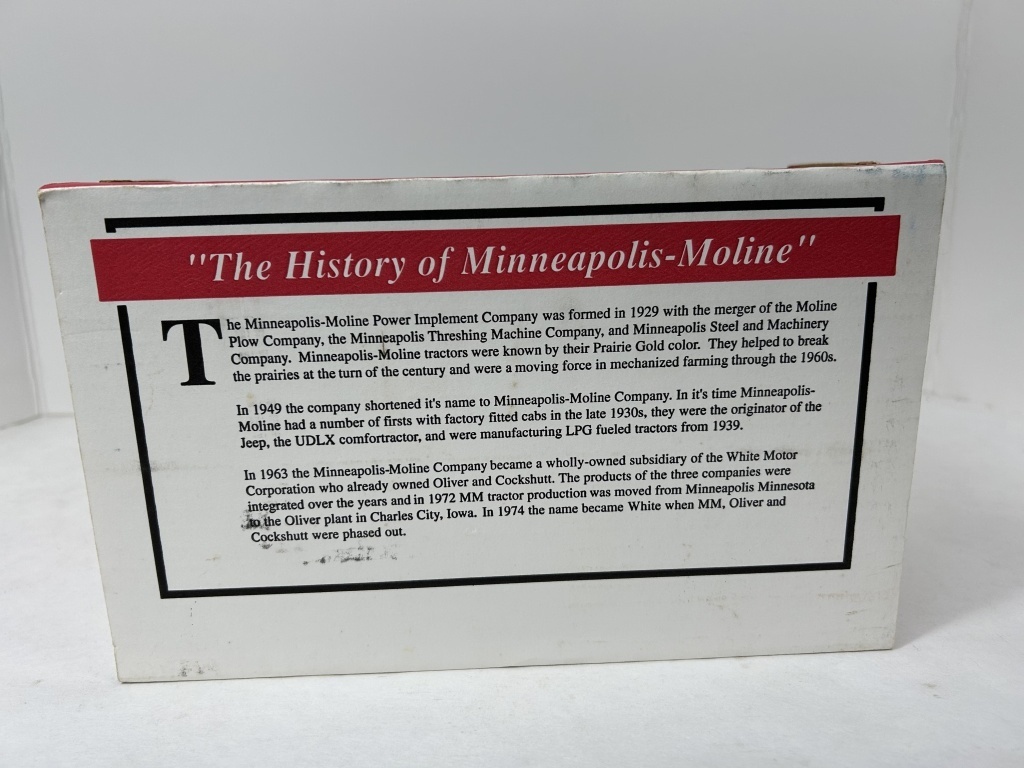 "The History of Minneapolis-Moline"
The Minneapolis-Moline Power Implement Company was formed in 1929 with the merger of the Moline
Plow Company, the Minneapolis Threshing Machine Company, and Minneapolis Steel and Machinery
Company. Minneapolis-Moline tractors were known by their Prairie Gold color. They helped to break
the prairies at the turn of the century and were a moving force in mechanized farming through the 1960s.
In 1949 the company shortened it's name to Minneapolis-Moline Company. In it's time Minneapolis-
Moline had a number of firsts with factory fitted cabs in the late 1930s, they were the originator of the
Jeep, the UDLX comfortractor, and were manufacturing LPG fueled tractors from 1939.
In 1963 the Minneapolis-Moline Company became a wholly-owned subsidiary of the White Motor
Corporation who already owned Oliver and Cockshutt. The products of the three companies were
integrated over the years and in 1972 MM tractor production was moved from Minneapolis Minnesota
to the Oliver plant in Charles City, Iowa. In 1974 the name became White when MM, Oliver and
Cockshutt were phased out.